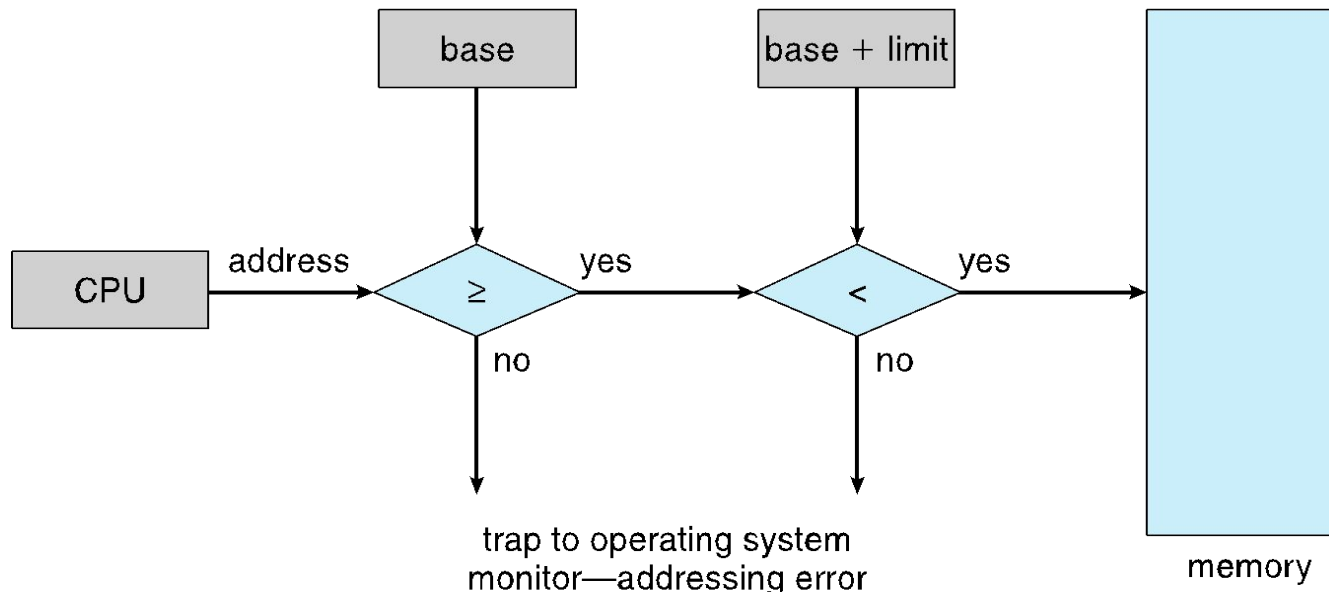 base
base + limit
CPU
address
≥
yes
<
yes
no
no
trap to operating system
monitor—addressing error
memory